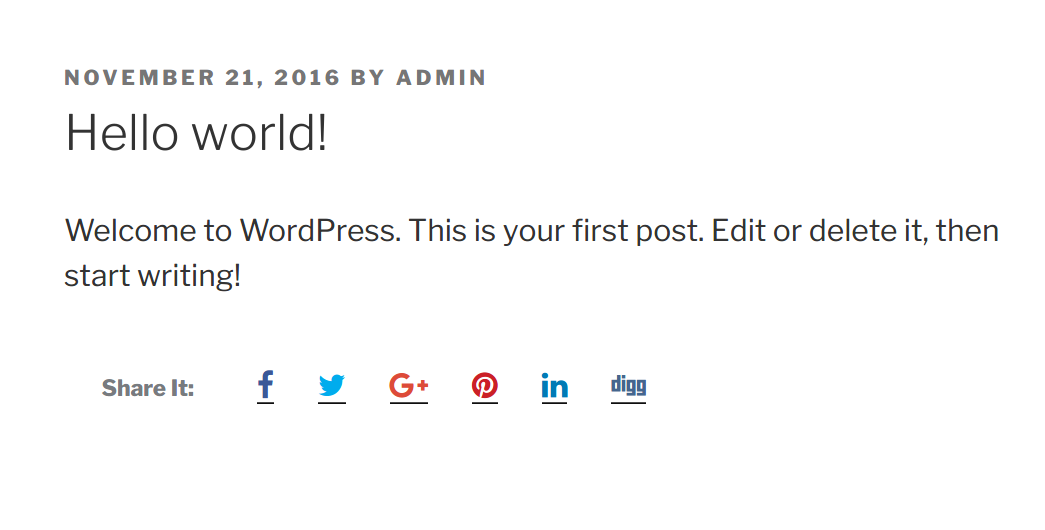 NOVEMBER 21, 2016 BY ADMIN
Hello world!
Welcome to WordPress. This is your first post. Edit or delete it, then
start writing!
Share It: f G+ in digg